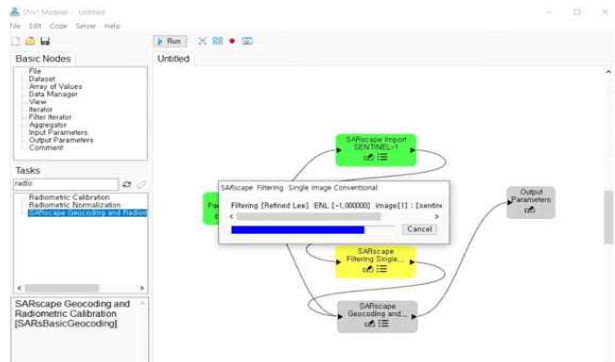 ENVI Modeler - Untitled
File Edit Code Server Help
Run
Basic Nodes
File
Dataset
Array of Values
Data Manager
View
Iterator
Filter Iterator
Aggregator
Input Parameters
Output Parameters
Comment
Tasks
radio
Radiometric Calibration
Radiometric Normalization
SARscape Geocoding and Radiom
SARscape Geocoding and
Radiometric Calibration
[SARsBasicGeocoding]
Untitled
SARscape Import
SENTINEL-1
SARscape Filtering Single Image Conventional
Filtering [Refined Lee] ENL [-1,000000] image[1] : [sentine
Cancel
Pa
SARscape
Filtering Single...
SARscape
Geocoding and...
Output
Parameters